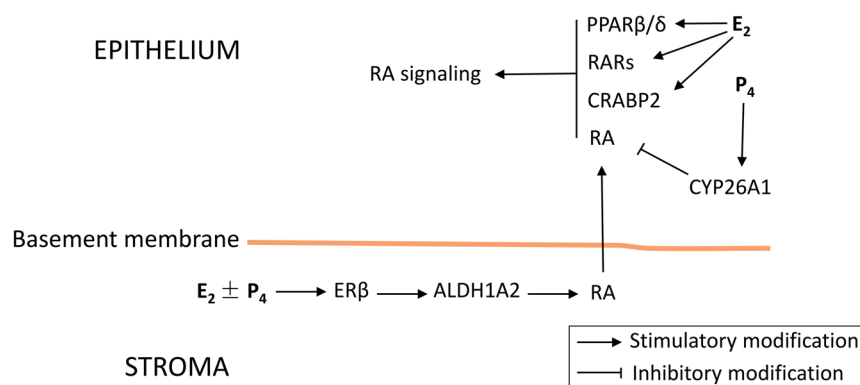 PPARβ/δ E₂
EPITHELIUM
RARs
RA signaling
P₄
CRABP2
RA
CYP26A1
Basement membrane
E₂ ± P₄ ERβ ALDH1A2 RA
Stimulatory modification
STROMA
Inhibitory modification